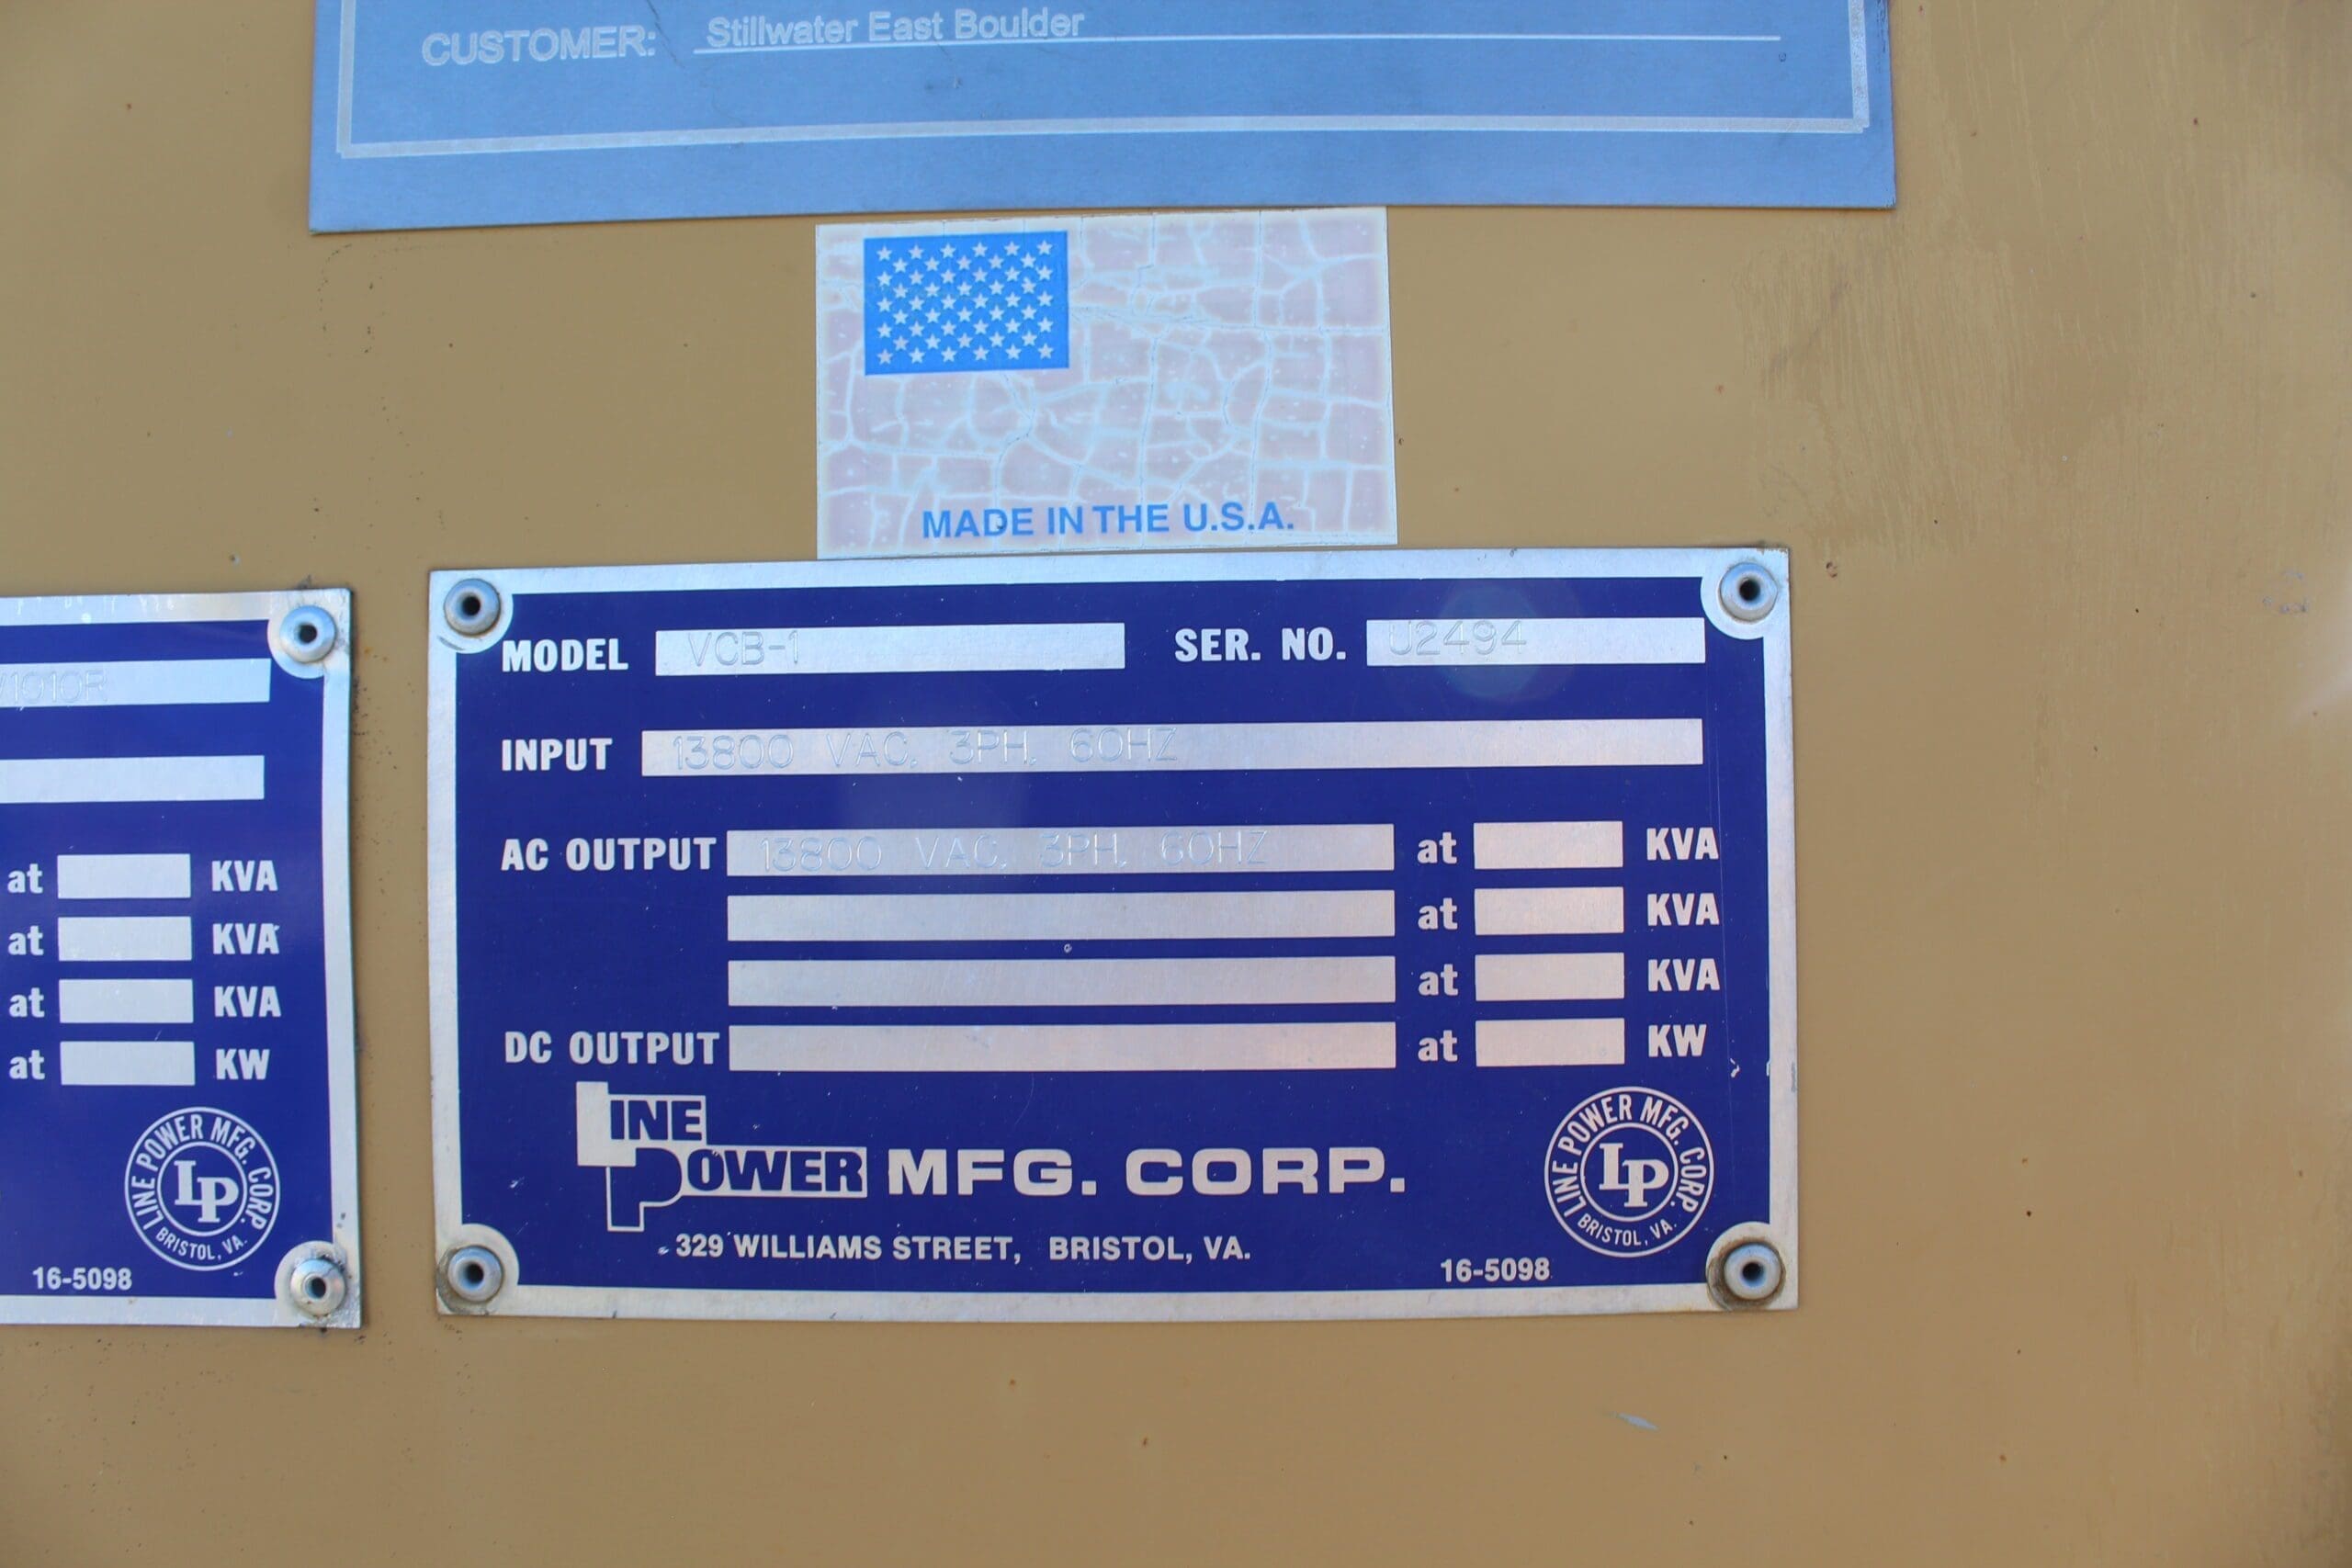 CUSTOMER: Stillwater East Boulder
MADE IN THE U.S.A.
MODEL VCB-1 SER. NO. U2494
INPUT 13800 VAC, 3PH, 60HZ
AC OUTPUT 13800 VAC, 3PH, 60HZ at KVA
at KVA
at KVA
DC OUTPUT at KW
LINE POWER MFG. CORP.
329 WILLIAMS STREET, BRISTOL, VA.
16-5098
LINE POWER MFG. CORP.
LP
BRISTOL, VA.
at KVA
at KVA
at KVA
at KW
LINE POWER MFG. CORP.
LP
BRISTOL, VA.
16-5098